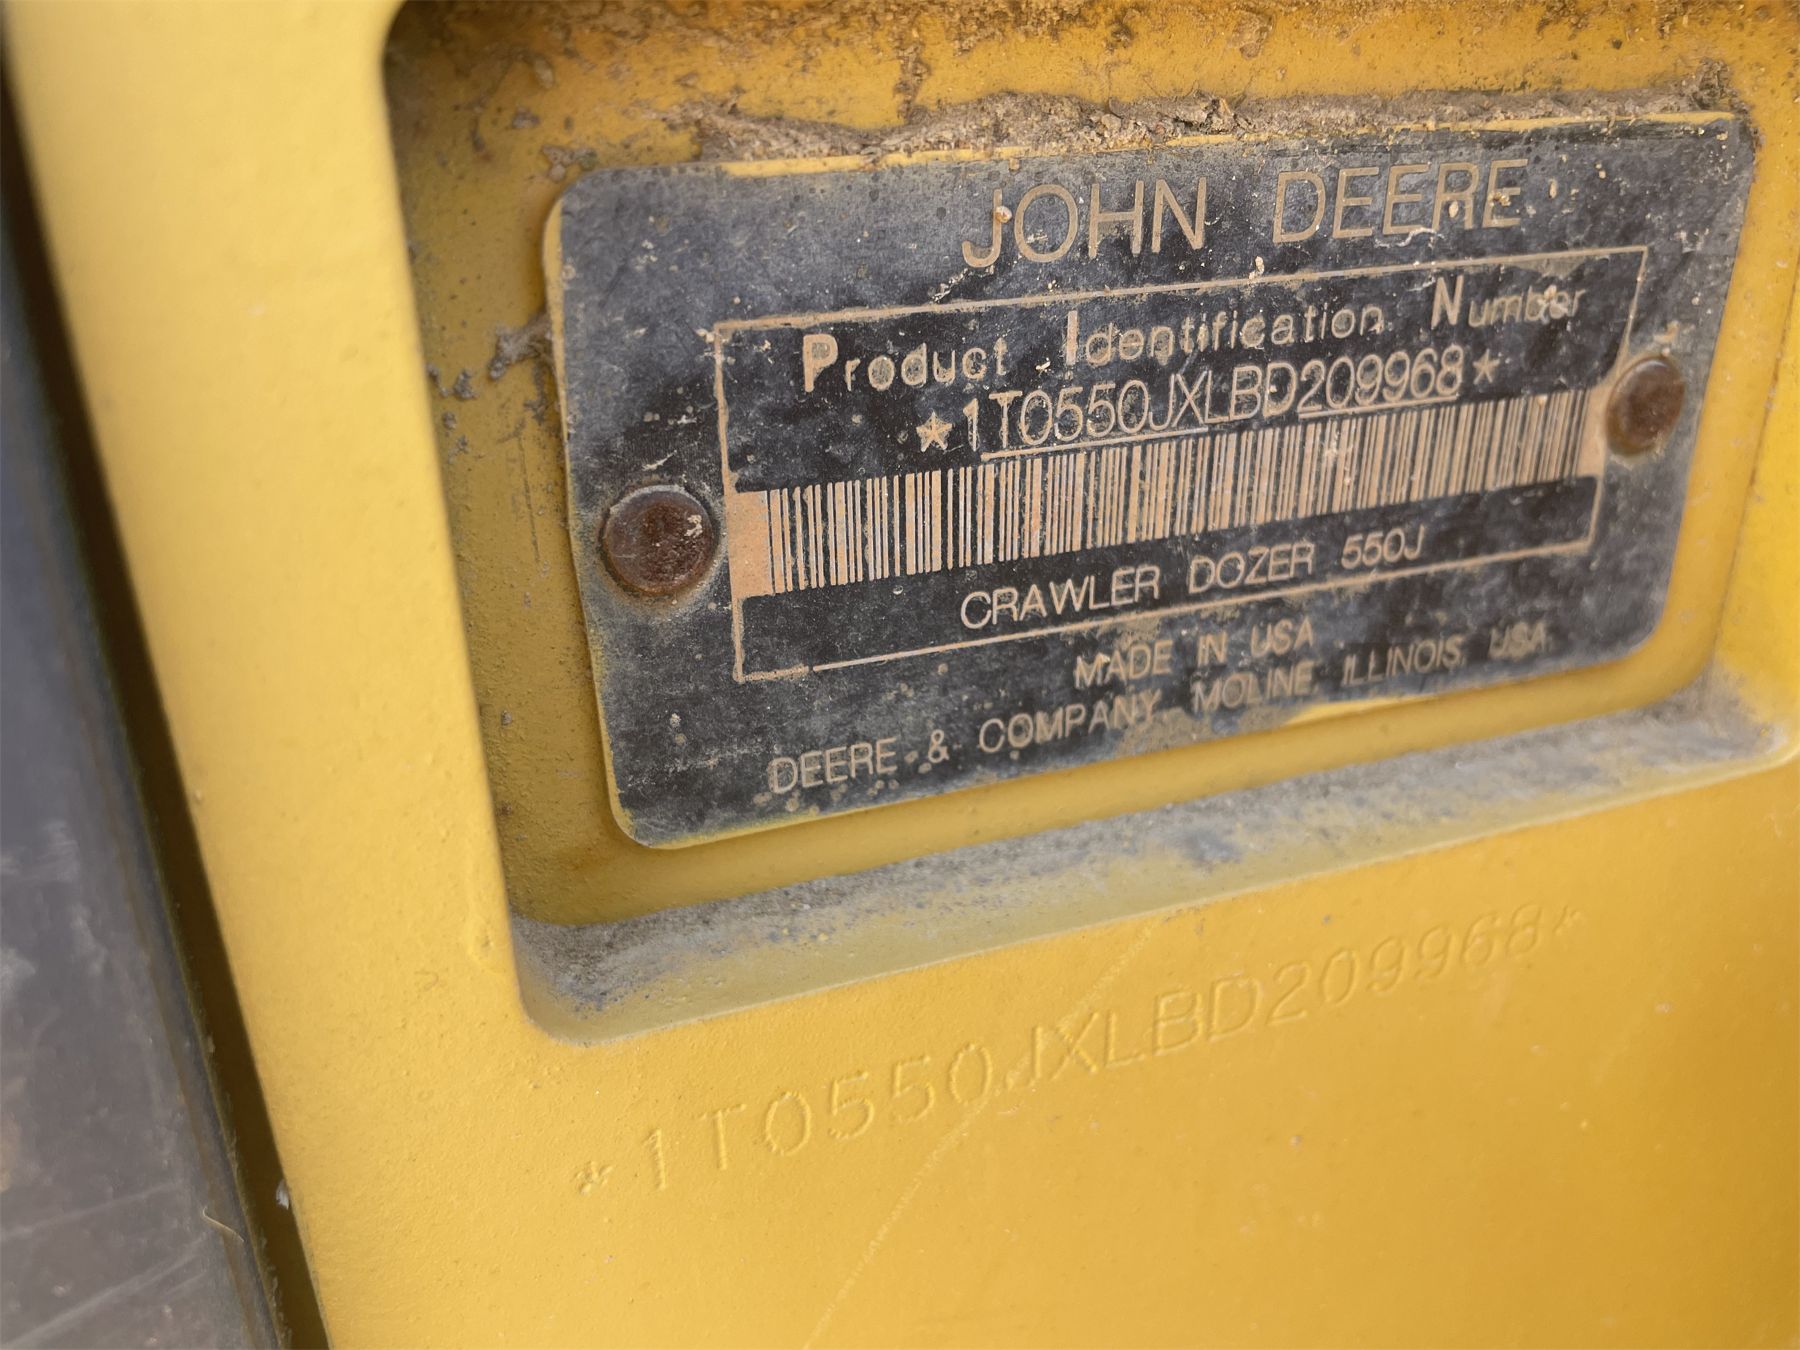 JOHN DEERE
Product Identification Number
*1T0550JXLBD209968*
CRAWLER DOZER 550J
MADE IN USA
DEERE & COMPANY MOLINE, ILLINOIS, USA
*1T0550JXLBD209968*